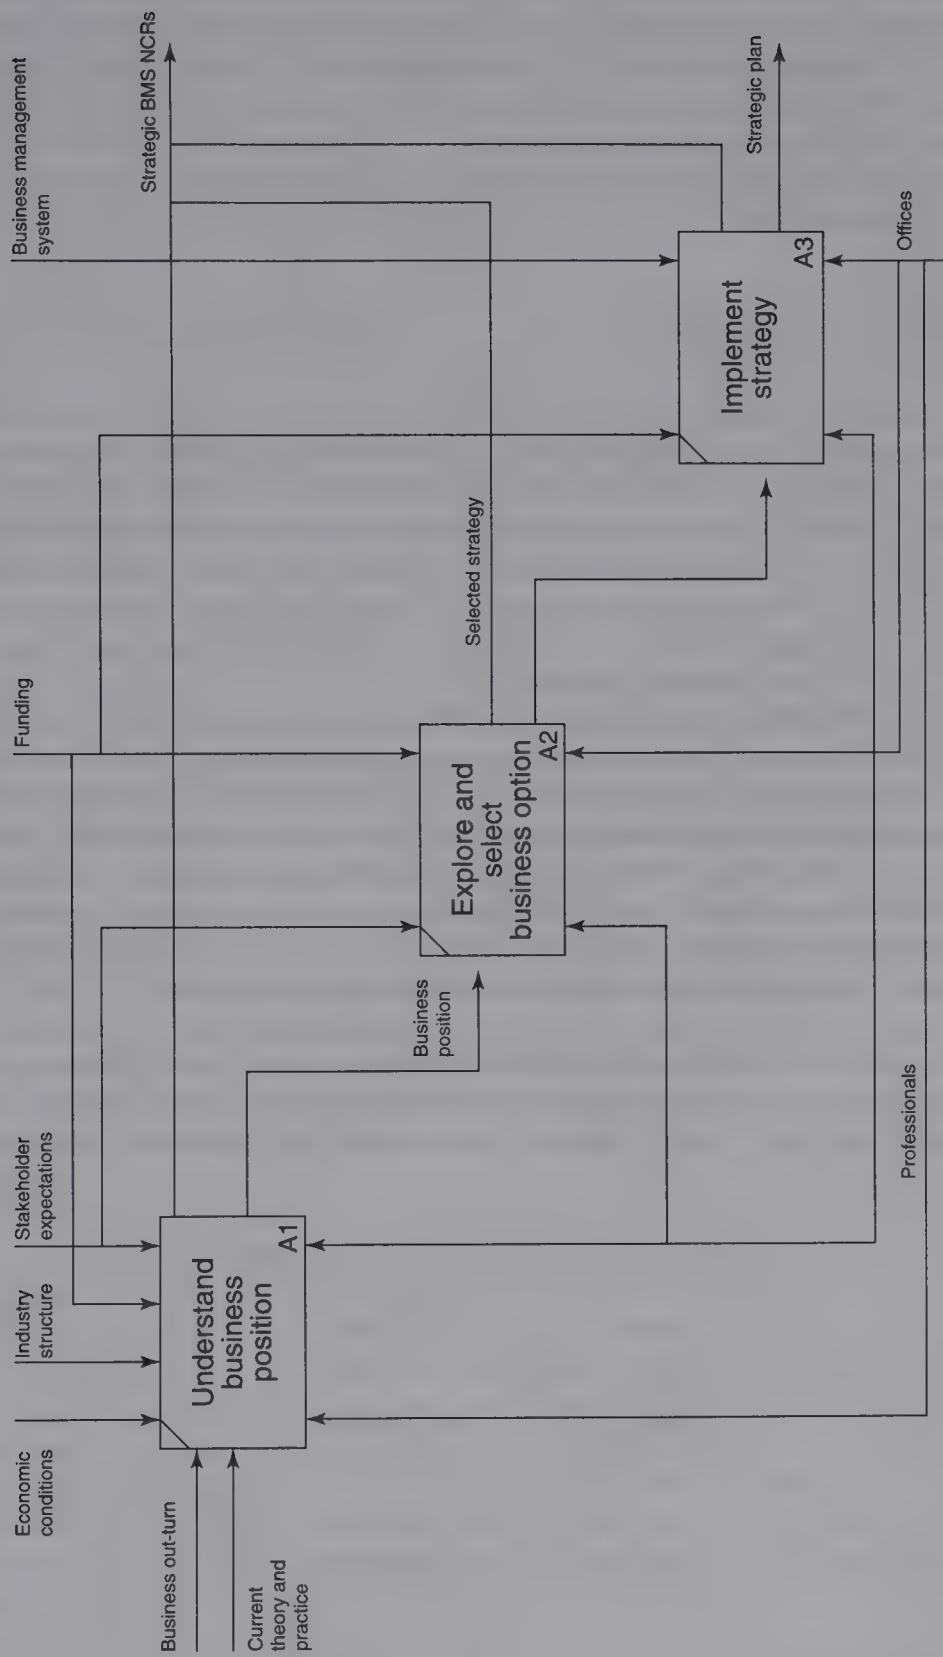 Economic
conditions
Industry
structure
Stakeholder
expectations
Funding
Business management
system
Business out-turn
Current
theory and
practice
Understand
business
position
A1
Business
position
Explore and
select
business option
A2
Selected strategy
Implement
strategy
A3
Strategic BMS NCRs
Strategic plan
Professionals
Offices